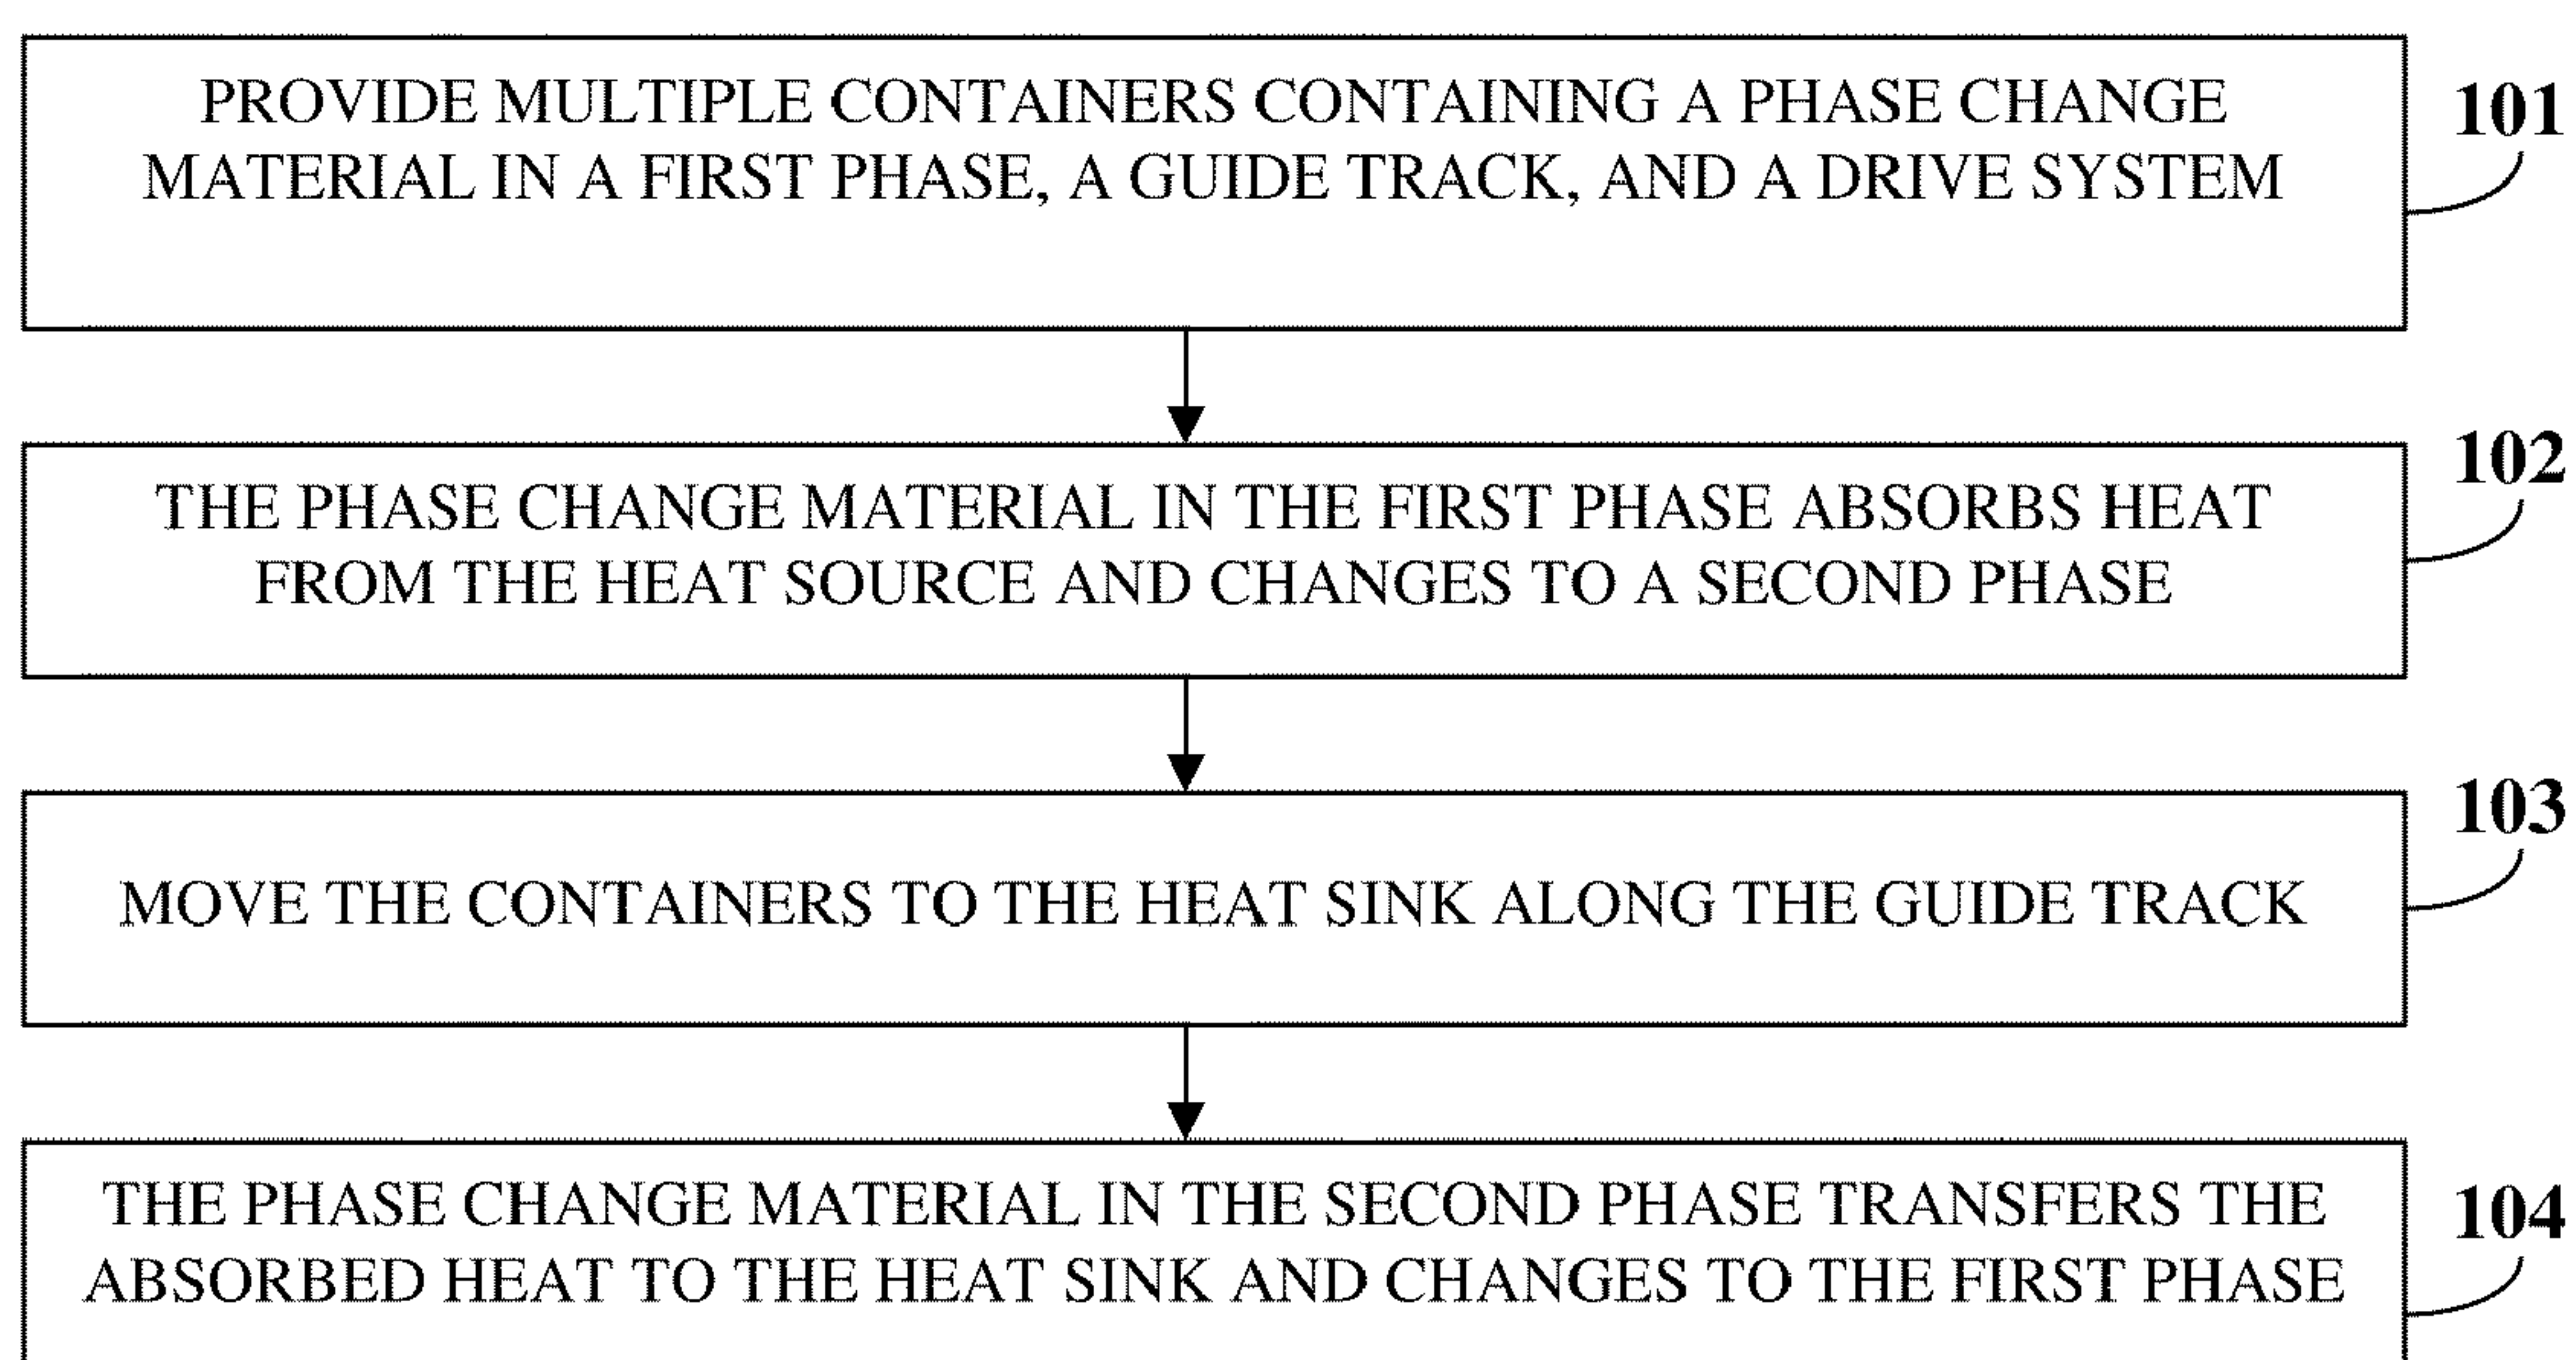 PROVIDE MULTIPLE CONTAINERS CONTAINING A PHASE CHANGE
MATERIAL IN A FIRST PHASE, A GUIDE TRACK, AND A DRIVE SYSTEM
101
THE PHASE CHANGE MATERIAL IN THE FIRST PHASE ABSORBS HEAT
FROM THE HEAT SOURCE AND CHANGES TO A SECOND PHASE
102
MOVE THE CONTAINERS TO THE HEAT SINK ALONG THE GUIDE TRACK
103
THE PHASE CHANGE MATERIAL IN THE SECOND PHASE TRANSFERS THE
ABSORBED HEAT TO THE HEAT SINK AND CHANGES TO THE FIRST PHASE
104